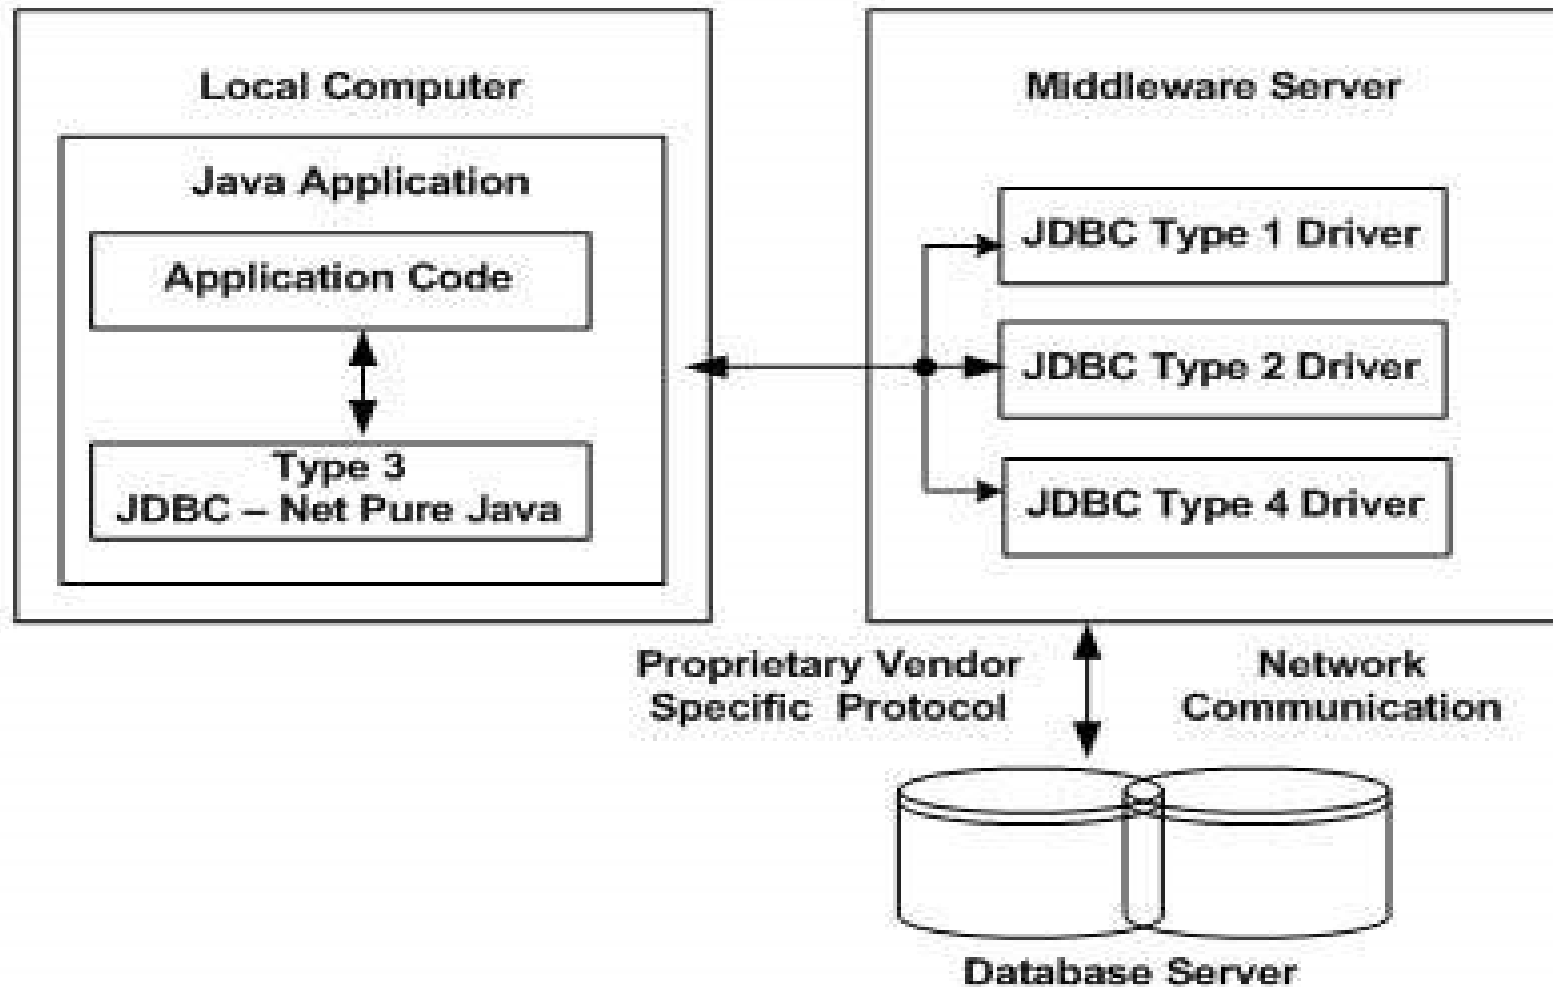 Local Computer
Java Application
Application Code
Type 3
JDBC – Net Pure Java
Middleware Server
JDBC Type 1 Driver
JDBC Type 2 Driver
JDBC Type 4 Driver
Proprietary Vendor
Specific Protocol
Network
Communication
Database Server